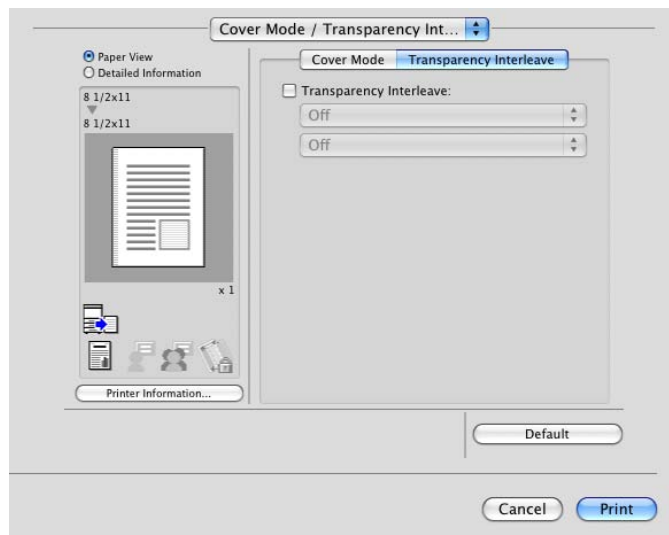 Cover Mode / Transparency Int...
Paper View
Detailed Information
8 1/2x11
8 1/2x11
x 1
Printer Information...
Cover Mode
Transparency Interleave
Transparency Interleave:
Off
Off
Default
Cancel
Print